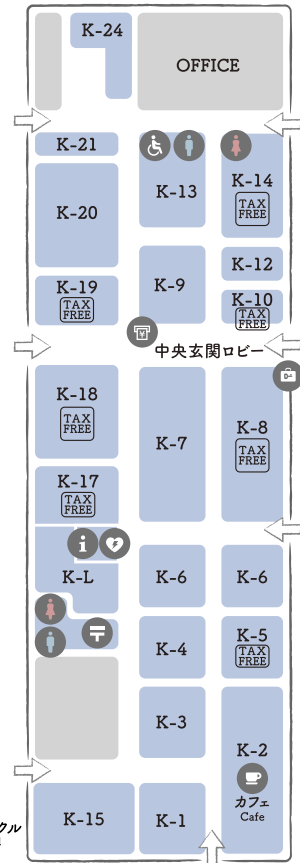 K-24
OFFICE
K-21
K-13
K-14
TAX
FREE
K-20
K-12
K-19
TAX
FREE
K-9
K-10
TAX
FREE
中央玄関ロビー
K-18
TAX
FREE
K-7
K-8
TAX
FREE
K-17
TAX
FREE
i
K-L
K-6
K-6
〒
K-4
K-5
TAX
FREE
K-3
K-2
カフェ
Cafe
K-15
K-1
クル